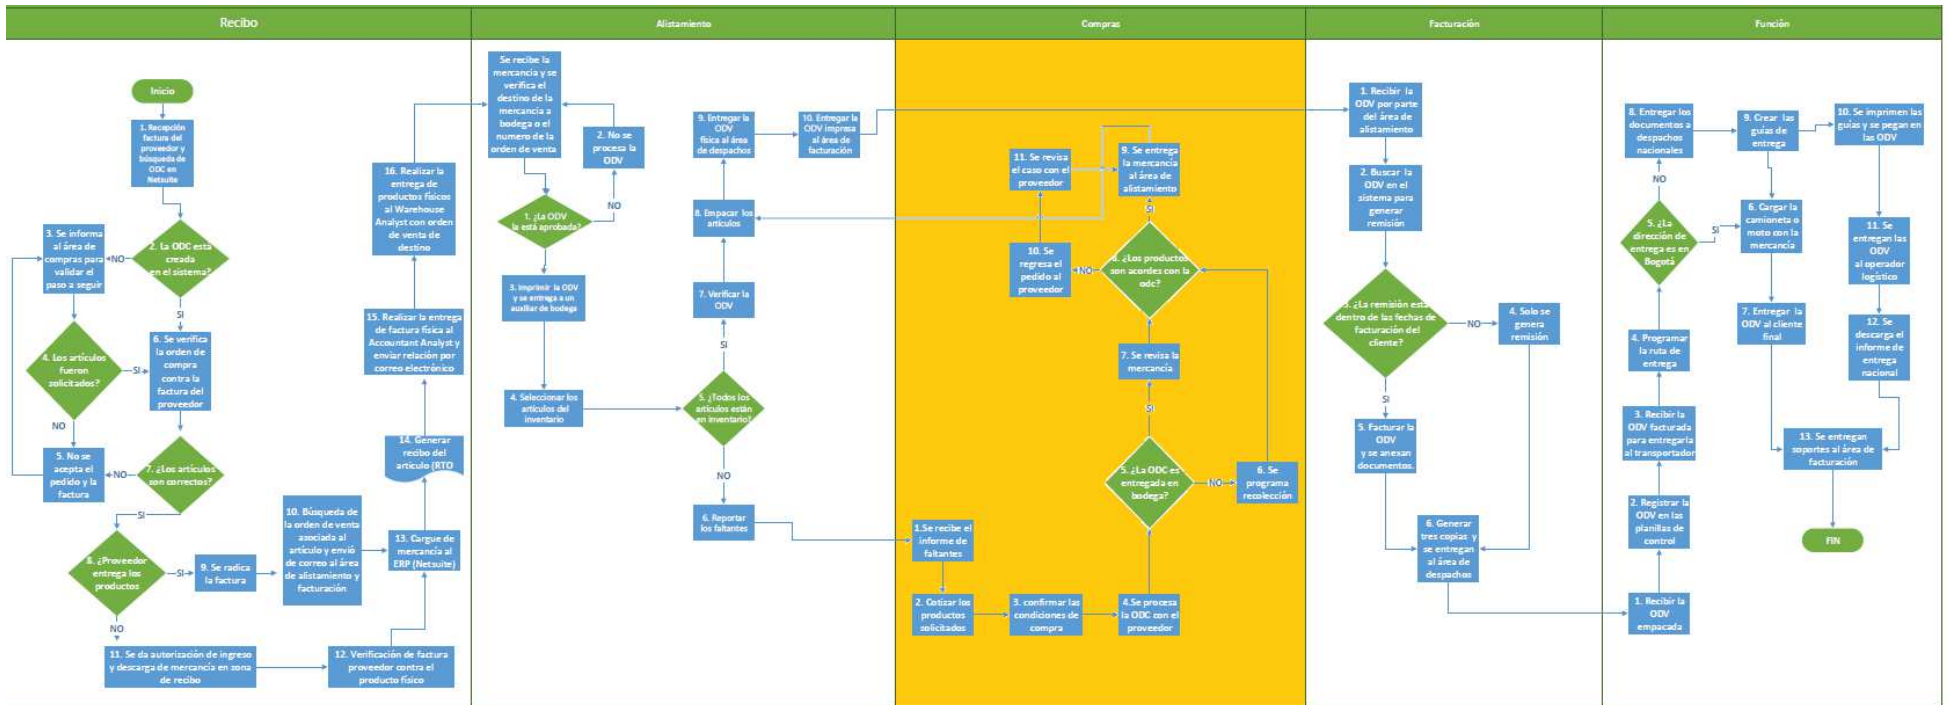 Recibo
Alistamiento
Compras
Facturación
Función
Inicio
1. Recepción
factura del
proveedor y
búsqueda de
ODC en
Netsuite
2. La ODC esta
creada
en el sistema?
NO
SI
3. Se informa
al área de
compras para
validar el
paso a seguir
4. Los artículos
fueron
solicitados?
SI
NO
5. No se
acepta el
pedido y la
factura
6. Se verifica
la orden de
compra
contra la
factura del
proveedor
7. ¿Los artículos
son correctos?
NO
SI
8. ¿Proveedor
entrega los
productos
SI
NO
9. Se radica
la factura
10. Búsqueda de
la orden de venta
asociada al
artículo y envió
de correo al área
de alistamiento y
facturación
11. Se da autorización de ingreso
y descarga de mercancía en zona
de recibo
12. Verificación de factura
proveedor contra el
producto físico
13. Cargue de
mercancía al
ERP (Netsuite)
14. Generar
recibo del
artículo (RTO
15. Realizar la entrega
de factura física al
Accountant Analyst y
enviar relación por
correo electrónico
16. Realizar la
entrega de
productos físicos
al Warehouse
Analyst con orden
de venta de
destino
Se recibe la
mercancía y se
verifica el
destino de la
mercancía a
bodega o el
numero de la
orden de venta
1. ¿La ODV
la está aprobada?
NO
2. No se
procesa la
ODV
3. Imprimir la ODV
y se entrega a un
auxiliar de bodega
4. Seleccionar los
artículos del
inventario
5. ¿Todos los
artículos están
en inventario?
SI
NO
6. Reportar
los faltantes
7. Verificar la
ODV
8. Empacar los
artículos
9. Entregar la
ODV
física al área
de despachos
10. Entregar la
ODV impresa
al área de
facturación
1.Se recibe el
informe de
faltantes
2. Cotizar los
productos
solicitados
3. confirmar las
condiciones de
compra
4.Se procesa
la ODC con el
proveedor
5. ¿La ODC es
entregada en
bodega?
NO
SI
6. Se
programa
recolección
7. Se revisa la
mercancía
¿Los productos
son acordes con la
odc?
NO
SI
9. Se entrega
la mercancía
al área de
alistamiento
10. Se
regresa el
pedido al
proveedor
11. Se revisa
el caso con el
proveedor
1. Recibir la
ODV por parte
del área de
alistamiento
2. Buscar la
ODV en el
sistema para
generar
remisión
3. ¿La remisión está
dentro de las fechas de
facturación del
cliente?
NO
SI
4. Solo se
genera
remisión
5. Facturar la
ODV
y se anexan
documentos.
6. Generar
tres copias y
se entregan
al área de
despachos
1. Recibir la
ODV
empacada
2. Registrar la
ODV en las
planillas de
control
3. Recibir la
ODV facturada
para entregarla
al transportador
4. Programar
la ruta de
entrega
5. ¿La
dirección de
entrega es en
Bogotá
NO
SI
6. Cargar la
camioneta o
moto con la
mercancía
7. Entregar la
ODV al cliente
final
8. Entregar los
documentos a
despachos
nacionales
9. Crear las
guías de
entrega
10. Se imprimen las
guías y se pegan en
las ODV
11. Se
entregan las
ODV
al operador
logístico
12. Se
descarga el
informe de
entrega
nacional
13. Se entregan
soportes al área de
facturación
FIN